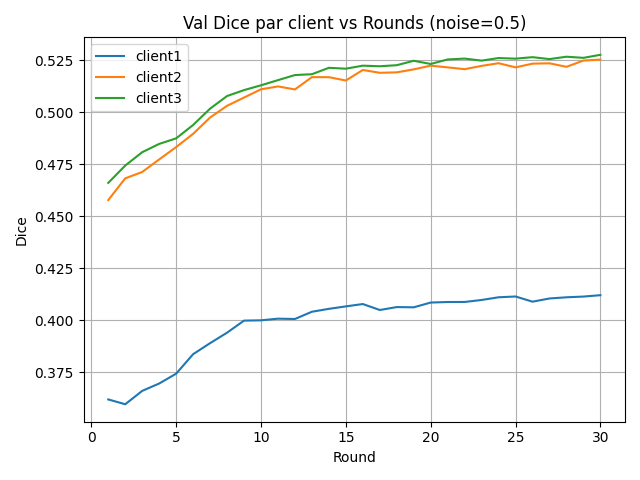 Val Dice par client vs Rounds (noise=0.5)
client1
client2
client3
Dice
0.525
0.500
0.475
0.450
0.425
0.400
0.375
0 5 10 15 20 25 30
Round